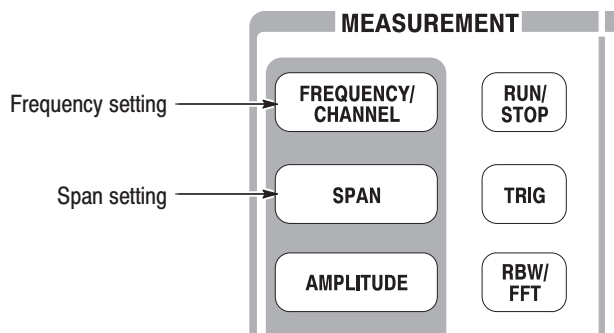 MEASUREMENT
Frequency setting
FREQUENCY/
CHANNEL
RUN/
STOP
Span setting
SPAN
TRIG
AMPLITUDE
RBW/
FFT